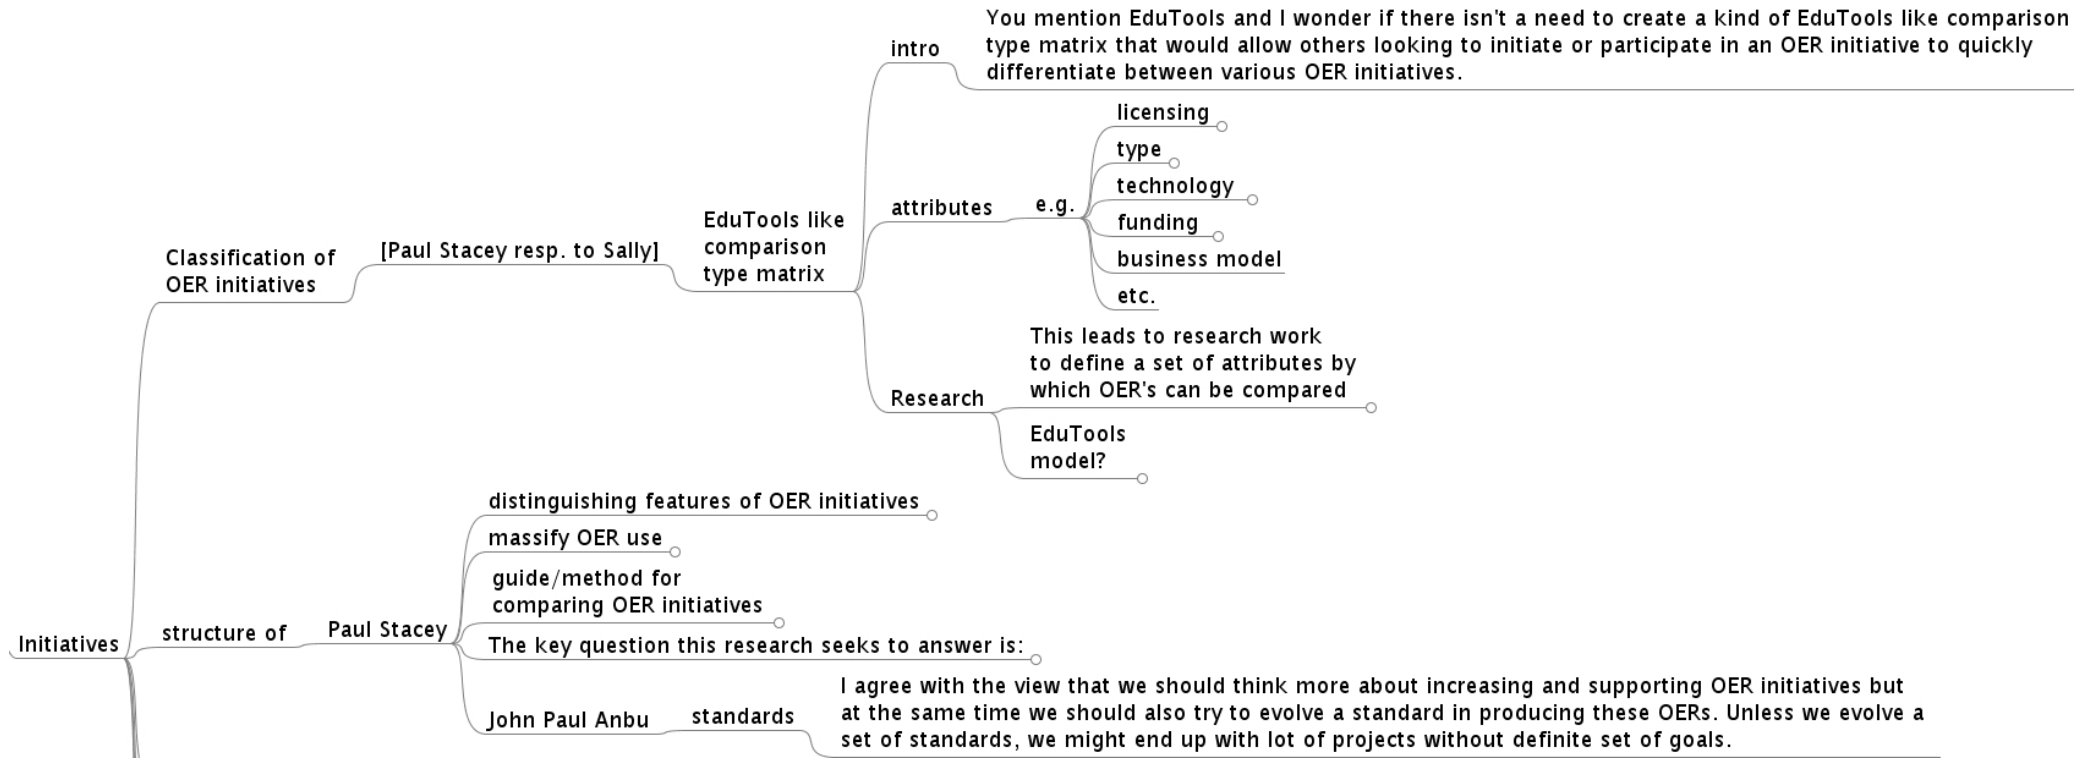 You mention EduTools and I wonder if there isn't a need to create a kind of EduTools like comparison
type matrix that would allow others looking to initiate or participate in an OER initiative to quickly
differentiate between various OER initiatives.
intro
licensing
type
technology
funding
business model
etc.
attributes
e.g.
EduTools like
comparison
type matrix
[Paul Stacey resp. to Sally]
Classification of
OER initiatives
This leads to research work
to define a set of attributes by
which OER's can be compared
Research
EduTools
model?
distinguishing features of OER initiatives
massify OER use
guide/method for
comparing OER initiatives
Initiatives
structure of
Paul Stacey
The key question this research seeks to answer is:
John Paul Anbu
standards
I agree with the view that we should think more about increasing and supporting OER initiatives but
at the same time we should also try to evolve a standard in producing these OERs. Unless we evolve a
set of standards, we might end up with lot of projects without definite set of goals.